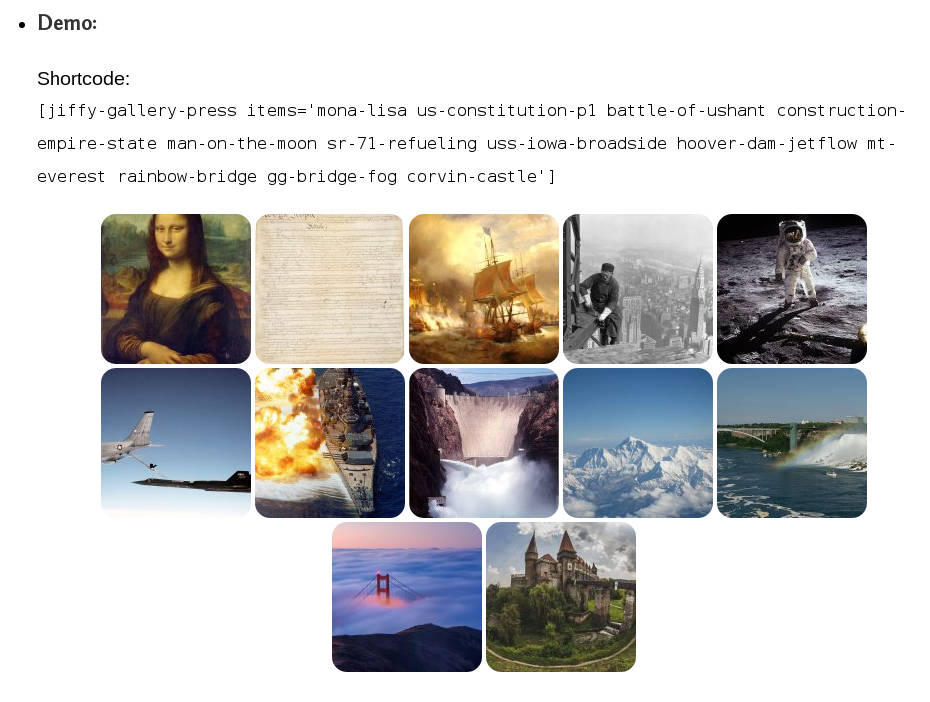 Demo:
Shortcode:
[jiffy-gallery-press items='mona-lisa us-constitution-p1 battle-of-ushant construction-
empire-state man-on-the-moon sr-71-refueling uss-iowa-broadside hoover-dam-jetflow mt-
everest rainbow-bridge gg-bridge-fog corvin-castle']